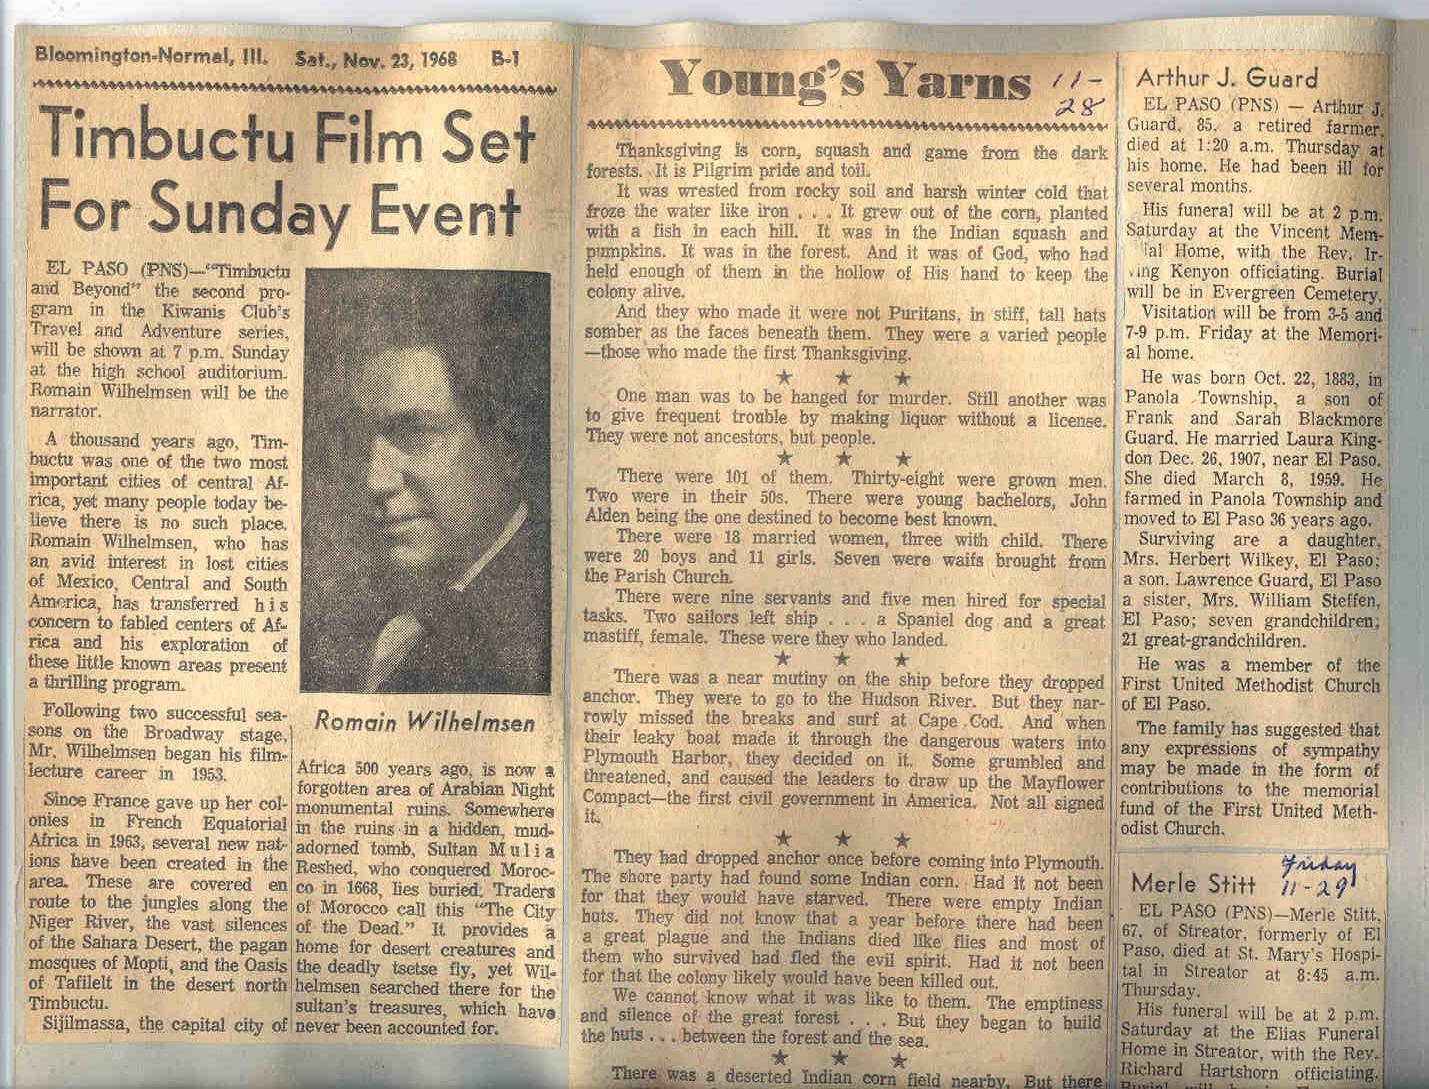 Bloomington-Normal, Ill. Sat., Nov. 23, 1968 B-1
Timbuctu Film Set
For Sunday Event
EL PASO (PNS)—"Timbuctu
and Beyond" the second pro-
gram in the Kiwanis Club's
Travel and Adventure series,
will be shown at 7 p.m. Sunday
at the high school auditorium.
Romain Wilhelmsen will be the
narrator.
A thousand years ago, Tim-
buctu was one of the two most
important cities of central Af-
rica, yet many people today be-
lieve there is no such place.
Romain Wilhelmsen, who has
an avid interest in lost cities
of Mexico, Central and South
America, has transferred his
concern to fabled centers of Af-
rica and his exploration of
these little known areas present
a thrilling program.
Following two successful sea-
sons on the Broadway stage,
Mr. Wilhelmsen began his film-
lecture career in 1953.
Since France gave up her col-
onies in French Equatorial
Africa in 1963, several new nat-
ions have been created in the
area. These are covered en
route to the jungles along the
Niger River, the vast silences
of the Sahara Desert, the pagan
mosques of Mopti, and the Oasis
of Tafilelt in the desert north
Timbuctu.
Sijilmassa, the capital city of
Romain Wilhelmsen
Africa 500 years ago, is now a
forgotten area of Arabian Night
monumental ruins. Somewhere
in the ruins in a hidden, mud-
adorned tomb, Sultan Mulia
Reshed, who conquered Moroc-
co in 1668, lies buried. Traders
of Morocco call this "The City
of the Dead." It provides a
home for desert creatures and
the deadly tsetse fly, yet Wil-
helmsen searched there for the
sultan's treasures, which have
never been accounted for.
Young's Yarns 11-
28
Thanksgiving is corn, squash and game from the dark
forests. It is Pilgrim pride and toil.
It was wrested from rocky soil and harsh winter cold that
froze the water like iron . . . It grew out of the corn, planted
with a fish in each hill. It was in the Indian squash and
pumpkins. It was in the forest. And it was of God, who had
held enough of them in the hollow of His hand to keep the
colony alive.
And they who made it were not Puritans, in stiff, tall hats
somber as the faces beneath them. They were a varied people
—those who made the first Thanksgiving.
★ ★ ★
One man was to be hanged for murder. Still another was
to give frequent trouble by making liquor without a license.
They were not ancestors, but people.
★ ★ ★
There were 101 of them. Thirty-eight were grown men.
Two were in their 50s. There were young bachelors, John
Alden being the one destined to become best known.
There were 18 married women, three with child. There
were 20 boys and 11 girls. Seven were waifs brought from
the Parish Church.
There were nine servants and five men hired for special
tasks. Two sailors left ship . . . a Spaniel dog and a great
mastiff, female. These were they who landed.
★ ★ ★
There was a near mutiny on the ship before they dropped
anchor. They were to go to the Hudson River. But they nar-
rowly missed the breaks and surf at Cape Cod. And when
their leaky boat made it through the dangerous waters into
Plymouth Harbor, they decided on it. Some grumbled and
threatened, and caused the leaders to draw up the Mayflower
Compact—the first civil government in America. Not all signed
it.
★ ★ ★
They had dropped anchor once before coming into Plymouth.
The shore party had found some Indian corn. Had it not been
for that they would have starved. There were empty Indian
huts. They did not know that a year before there had been
a great plague and the Indians died like flies and most of
them who survived had fled the evil spirit. Had it not been
for that the colony likely would have been killed out.
We cannot know what it was like to them. The emptiness
and silence of the great forest . . . But they began to build
the huts . . . between the forest and the sea.
★ ★ ★
There was a deserted Indian corn field nearby. But there
Arthur J. Guard
EL PASO (PNS) — Arthur J.
Guard, 85, a retired farmer,
died at 1:20 a.m. Thursday at
his home. He had been ill for
several months.
His funeral will be at 2 p.m.
Saturday at the Vincent Mem-
ial Home, with the Rev. Ir-
ving Kenyon officiating. Burial
will be in Evergreen Cemetery.
Visitation will be from 3-5 and
7-9 p.m. Friday at the Memori-
al home.
He was born Oct. 22, 1883, in
Panola Township, a son of
Frank and Sarah Blackmore
Guard. He married Laura King-
don Dec. 26, 1907, near El Paso.
She died March 8, 1959. He
farmed in Panola Township and
moved to El Paso 36 years ago.
Surviving are a daughter,
Mrs. Herbert Wilkey, El Paso;
a son, Lawrence Guard, El Paso
a sister, Mrs. William Steffen,
El Paso; seven grandchildren;
21 great-grandchildren.
He was a member of the
First United Methodist Church
of El Paso.
The family has suggested that
any expressions of sympathy
may be made in the form of
contributions to the memorial
fund of the First United Meth-
odist Church.
Friday
Merle Stitt 11-29
EL PASO (PNS)—Merle Stitt,
67, of Streator, formerly of El
Paso, died at St. Mary's Hospi-
tal in Streator at 8:45 a.m.
Thursday.
His funeral will be at 2 p.m.
Saturday at the Elias Funeral
Home in Streator, with the Rev.
Richard Hartshorn officiating.